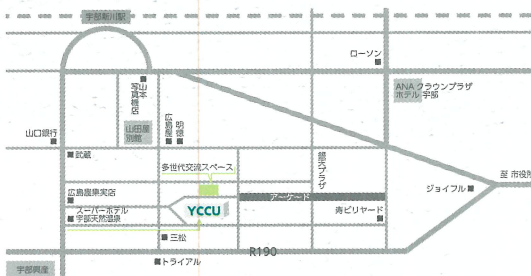 宇部新川駅
ローソン
山本
写真機店
ANA クラウンプラザ
ホテル 宇部
広島屋
明徳
山田屋
別館
山口銀行
武蔵
多世代交流スペース
銀天プラザ
至 市役所
広島農果実店
アーケード
ジョイフル
スーパーホテル
宇部天然温泉
YCCU
寿ビリヤード
三松
R190
トライアル
宇部興産